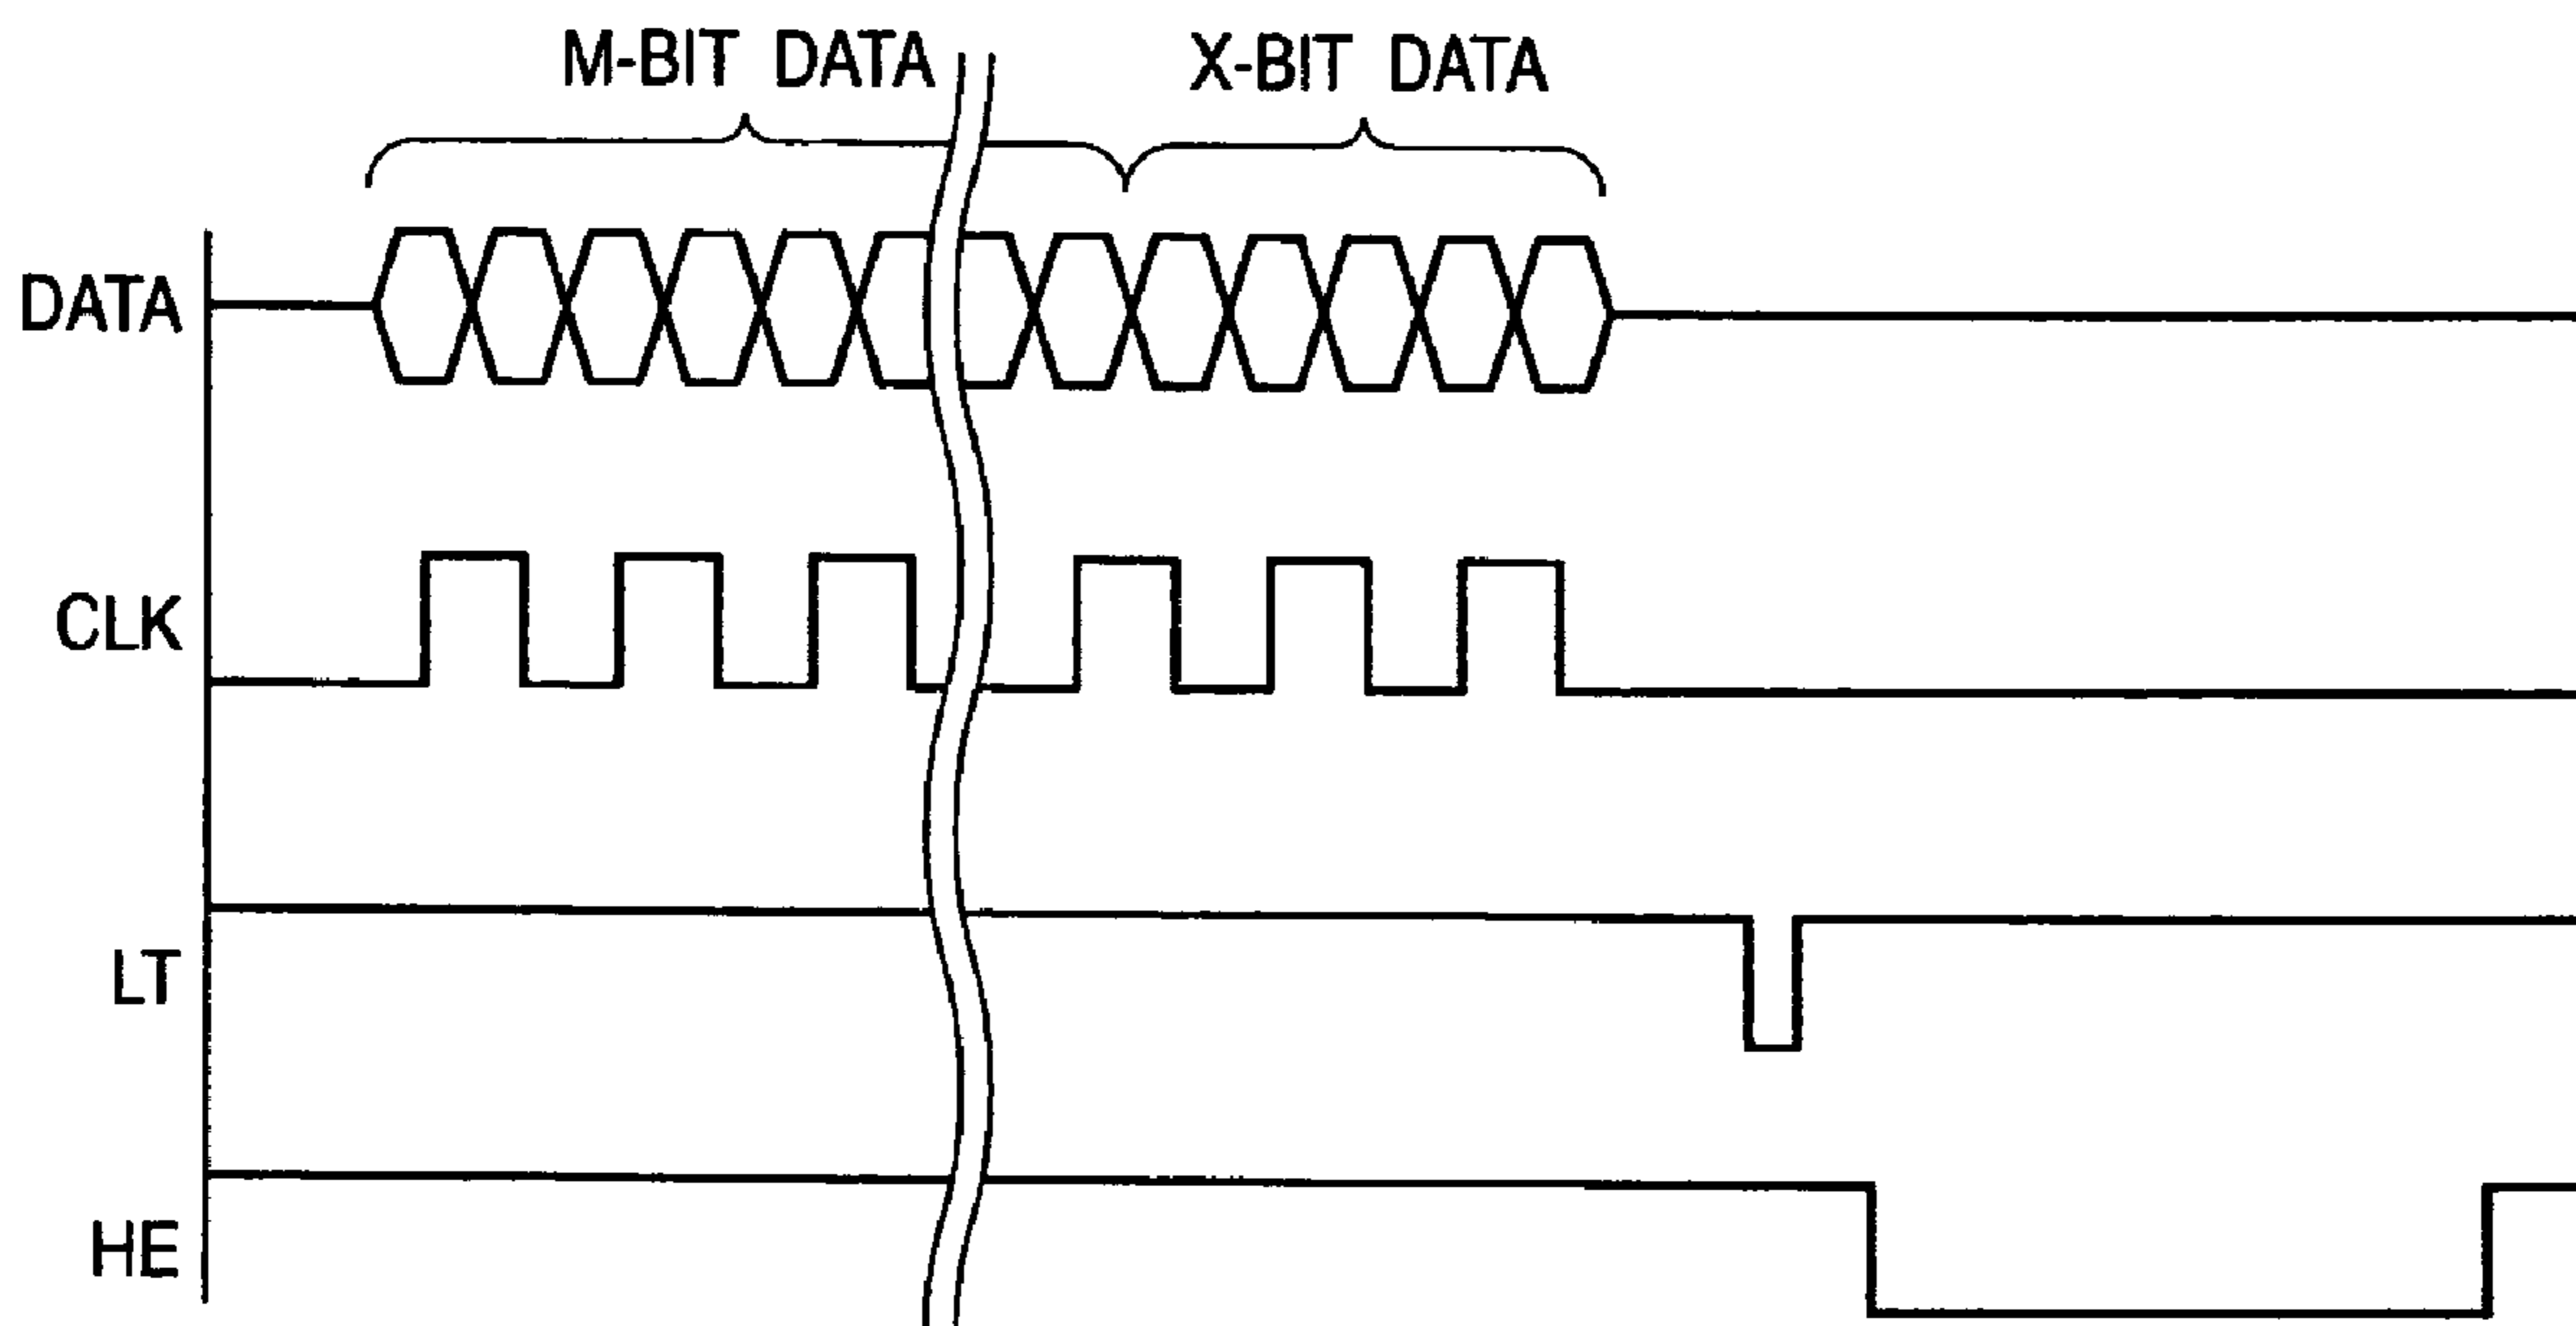 M-BIT DATA
X-BIT DATA
DATA
CLK
LT
HE